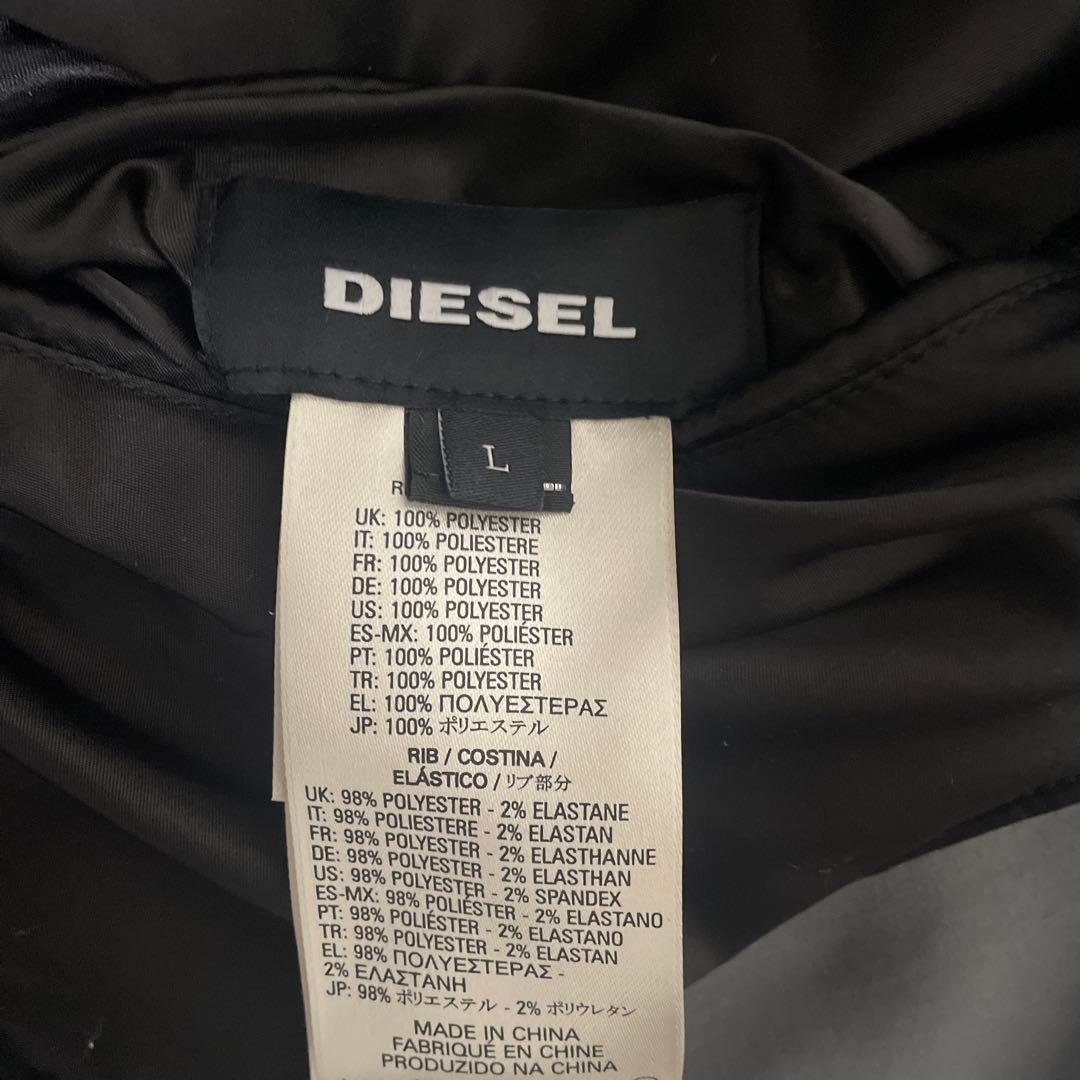 DIESEL
L
UK: 100% POLYESTER
IT: 100% POLIESTERE
FR: 100% POLYESTER
DE: 100% POLYESTER
US: 100% POLYESTER
ES-MX: 100% POLIÉSTER
PT: 100% POLIÉSTER
TR: 100% POLYESTER
EL: 100% ΠΟΛΥΕΣΤΕΡΑΣ
JP: 100% ポリエステル
RIB / COSTINA /
ELÁSTICO / リブ部分
UK: 98% POLYESTER - 2% ELASTANE
IT: 98% POLIESTERE - 2% ELASTAN
FR: 98% POLYESTER - 2% ELASTHANNE
DE: 98% POLYESTER - 2% ELASTHAN
US: 98% POLYESTER - 2% SPANDEX
ES-MX: 98% POLIÉSTER - 2% ELASTANO
PT: 98% POLIÉSTER - 2% ELASTANO
TR: 98% POLYESTER - 2% ELASTAN
EL: 98% ΠΟΛΥΕΣΤΕΡΑΣ -
2% ΕΛΑΣΤΑΝΗ
JP: 98% ポリエステル - 2% ポリウレタン
MADE IN CHINA
FABRIQUÉ EN CHINE
PRODUZIDO NA CHINA